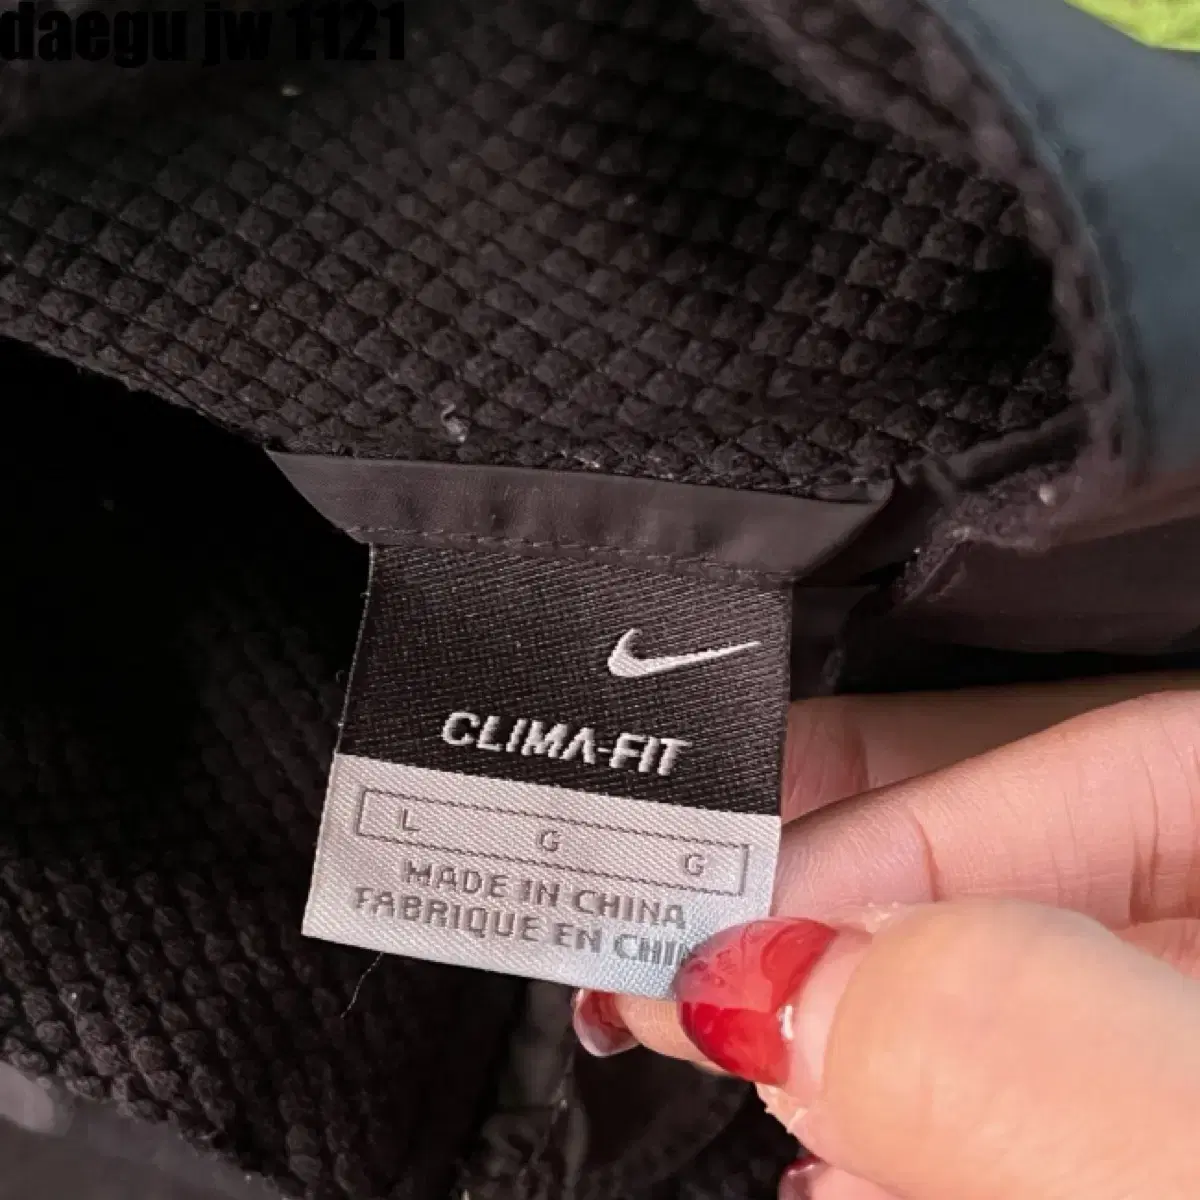 daegu jw 1121
CLIMA-FIT
L G G
MADE IN CHINA
FABRIQUE EN CHIN